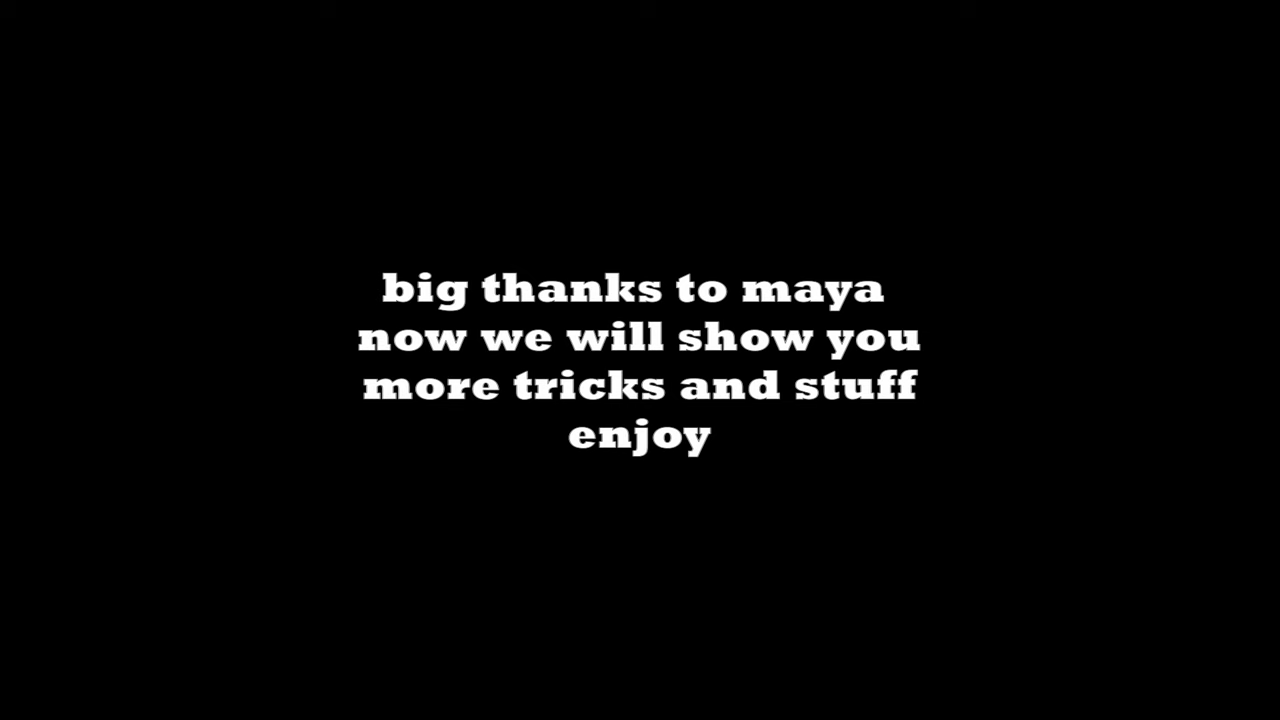 big thanks to maya
now we will show you
more tricks and stuff
enjoy